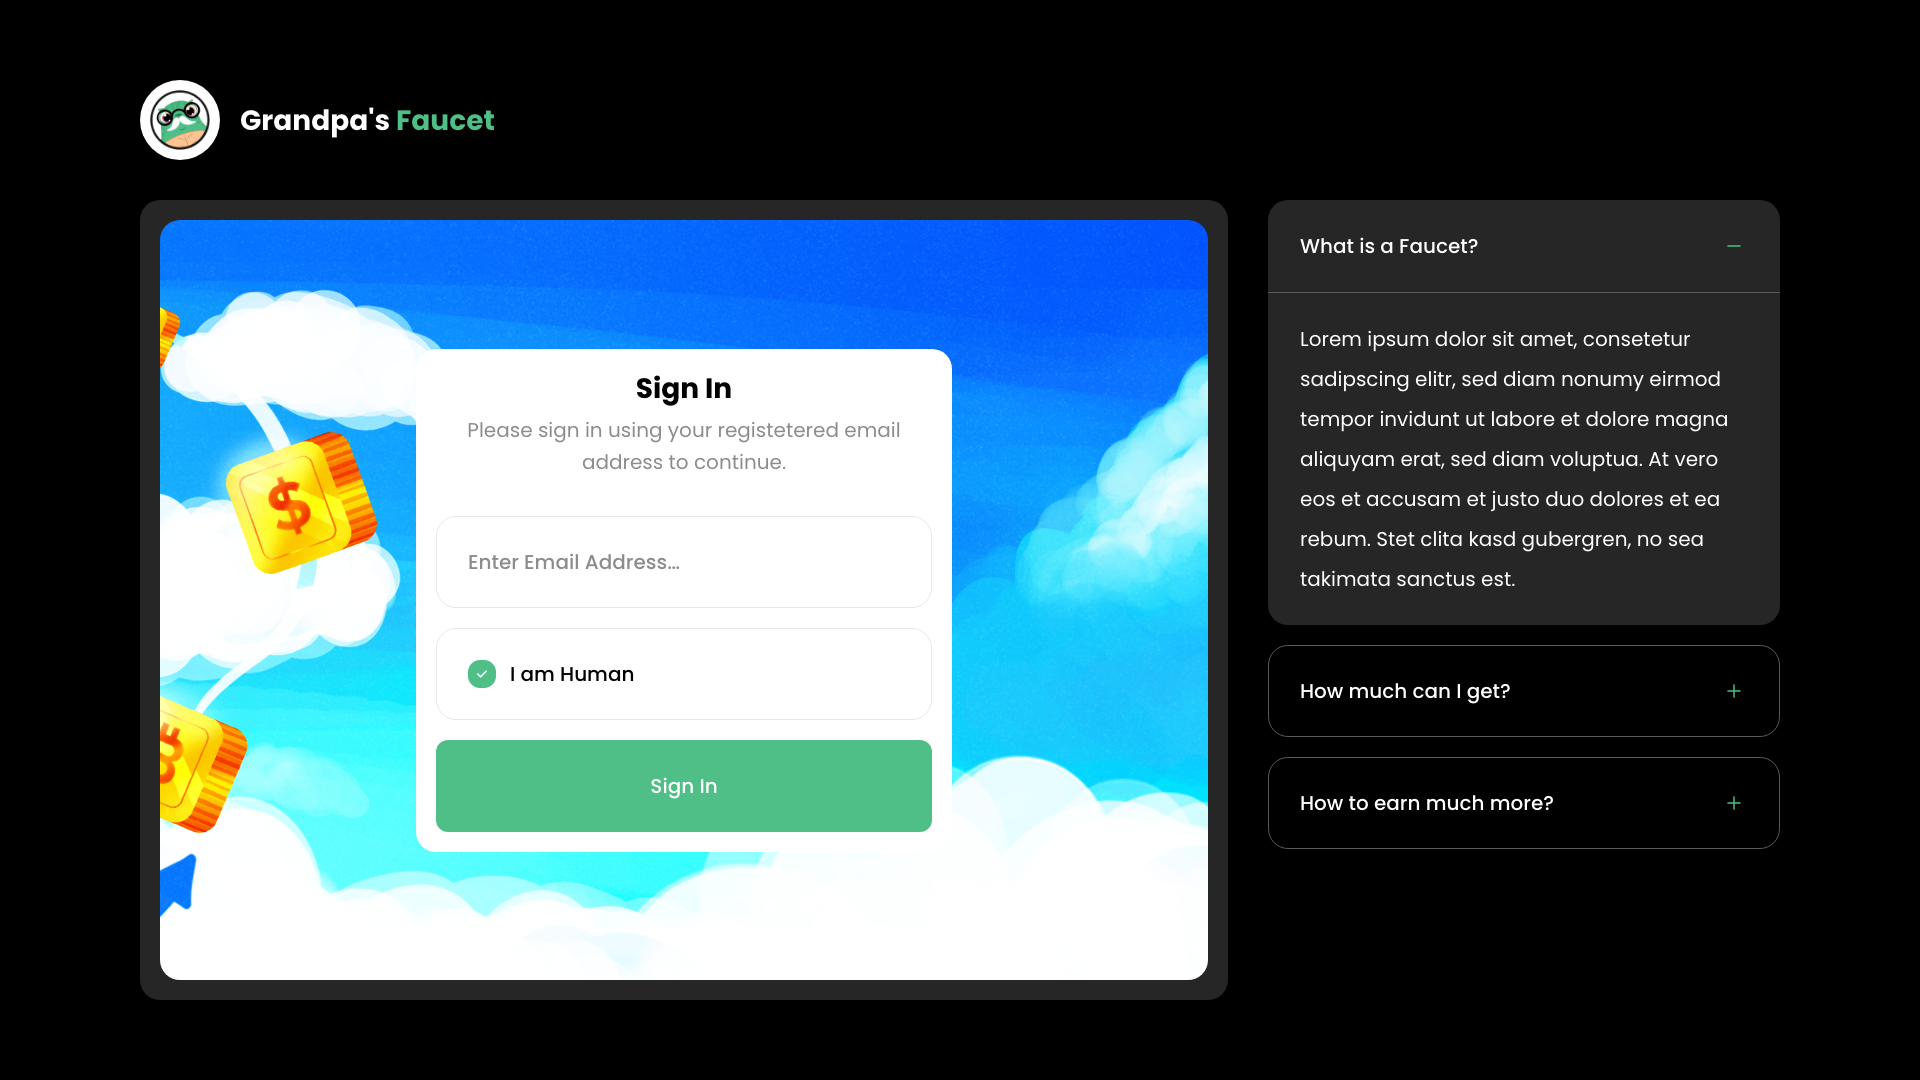 Grandpa's Faucet
Sign In
Please sign in using your registetered email
address to continue.
Enter Email Address...
I am Human
Sign In
What is a Faucet?
Lorem ipsum dolor sit amet, consetetur
sadipscing elitr, sed diam nonumy eirmod
tempor invidunt ut labore et dolore magna
aliquyam erat, sed diam voluptua. At vero
eos et accusam et justo duo dolores et ea
rebum. Stet clita kasd gubergren, no sea
takimata sanctus est.
How much can I get?
How to earn much more?